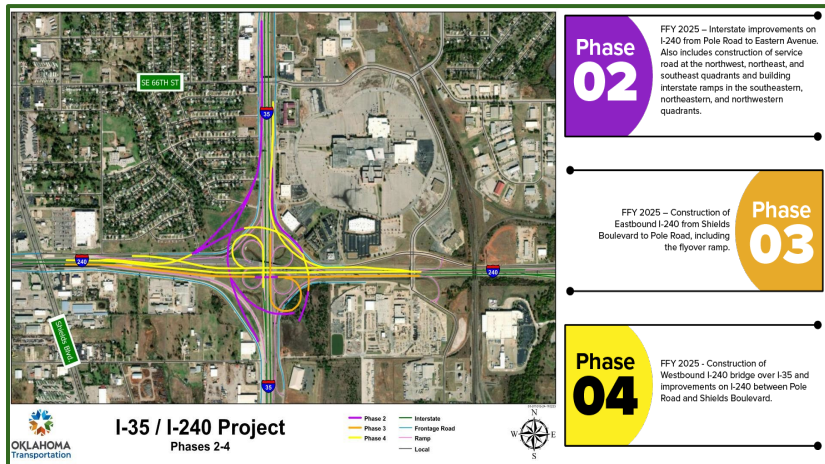 SE 66TH ST
35
240
240
Shields Blvd
35
OKLAHOMA
Transportation
I-35 / I-240 Project
Phases 2-4
Phase 2
Phase 3
Phase 4
Interstate
Frontage Road
Ramp
Local
N
W
E
S
Phase
02
FFY 2025 – Interstate improvements on
I-240 from Pole Road to Eastern Avenue.
Also includes construction of service
road at the northwest, northeast, and
southeast quadrants and building
interstate ramps in the southeastern,
northeastern, and northwestern
quadrants.
FFY 2025 – Construction of
Eastbound I-240 from Shields
Boulevard to Pole Road, including
the flyover ramp.
Phase
03
Phase
04
FFY 2025 - Construction of
Westbound I-240 bridge over I-35 and
improvements on I-240 between Pole
Road and Shields Boulevard.